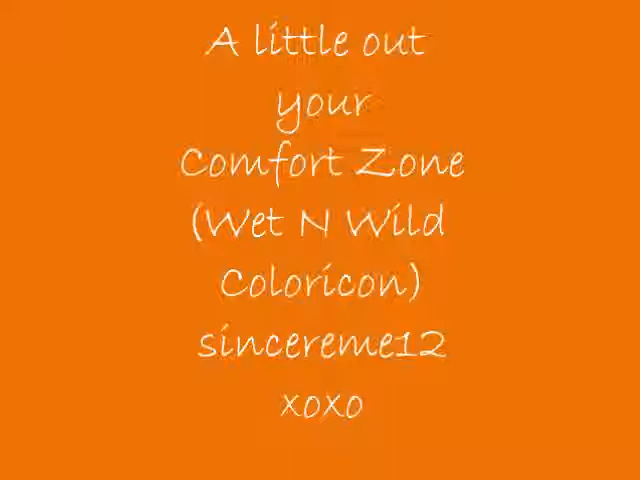 A little out
your
Comfort Zone
(Wet N Wild
Coloricon)
sincereme12
xoxo